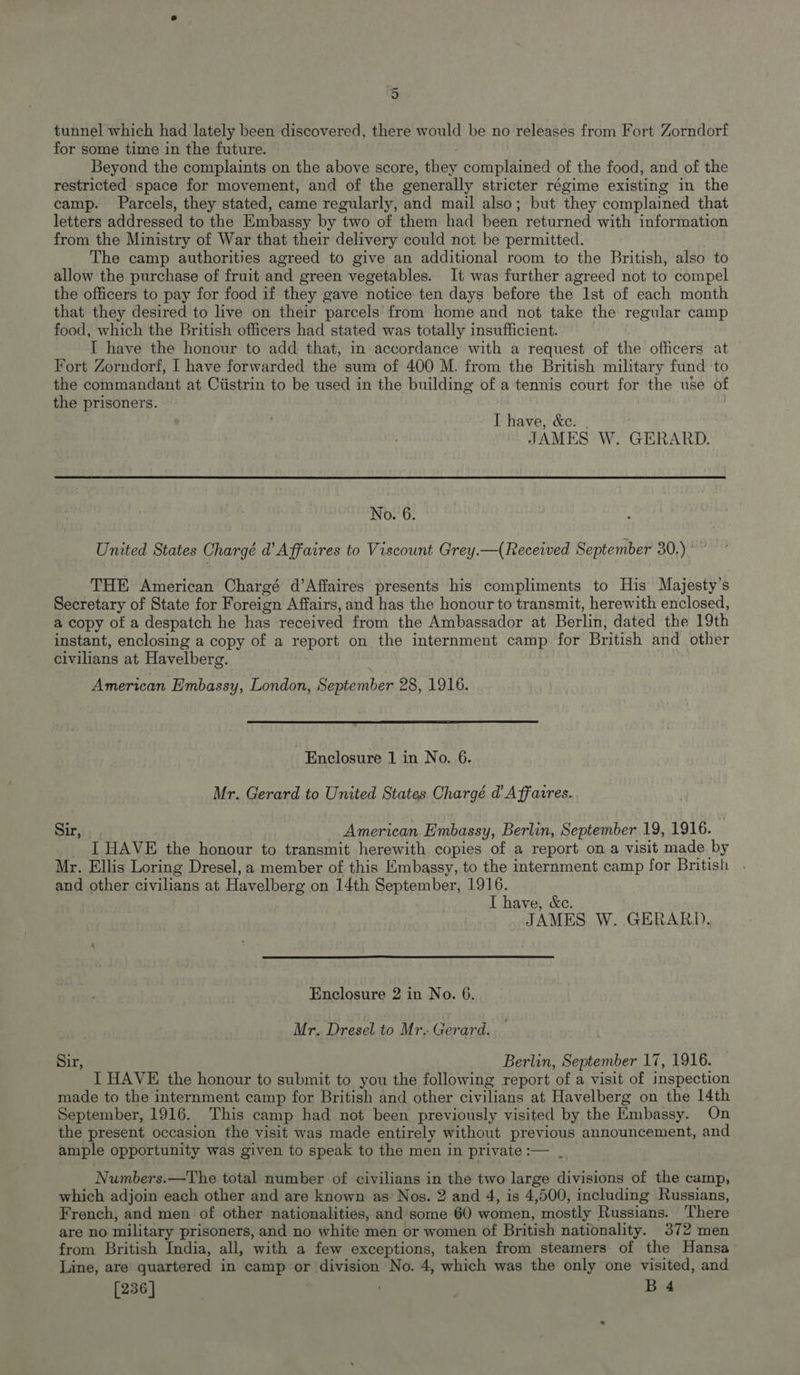 5
tunnel which had lately been discovered, there would be no releases from Fort Zorndorf
for some time in the future.
Beyond the complaints on the above score, they complained of the food, and of the
restricted space for movement, and of the generally stricter régime existing in the
camp. Parcels, they stated, came regularly, and mail also; but they complained that
letters addressed to the Embassy by two of them had been returned with information
from the Ministry of War that their delivery could not be permitted.
The camp authorities agreed to give an additional room to the British, also to
allow the purchase of fruit and green vegetables. It was further agreed not to compel
the officers to pay for food if they gave notice ten days before the 1st of each month
that they desired to live on their parcels from home and not take the regular camp
food, which the British officers had stated was totally insufficient.
I have the honour to add that, in accordance with a request of the officers at
Fort Zorndorf, I have forwarded the sum of 400 M. from the British military fund to
the commandant at Cüstrin to be used in the building of a tennis court for the use of
the prisoners.
I have, &c.
JAMES W. GERARD.
No. 6.
United States Chargé d'Affaires to Viscount Grey.—(Received September 30.)
THE American Chargé d'Affaires presents his compliments to His Majesty's
Secretary of State for Foreign Affairs, and has the honour to transmit, herewith enclosed,
a copy of a despatch he has received from the Ambassador at Berlin, dated the 19th
instant, enclosing a copy of a report on the internment camp for British and other
civilians at Havelberg.
American Embassy, London, September 28, 1916.
Enclosure 1 in No. 6.
Mr. Gerard to United States Chargé d'Affaires.
Sir, American Embassy, Berlin, September 19, 1916.
I HAVE the honour to transmit herewith copies of a report on a visit made by
Mr. Ellis Loring Dresel, a member of this Embassy, to the internment camp for British
and other civilians at Havelberg on 14th September, 1916.
I have, &c.
JAMES W. GERARD.
Enclosure 2 in No. 6.
Mr. Dresel to Mr. Gerard.
Sir, Berlin, September 17, 1916.
I HAVE the honour to submit to you the following report of a visit of inspection
made to the internment camp for British and other civilians at Havelberg on the 14th
September, 1916. This camp had not been previously visited by the Embassy. On
the present occasion the visit was made entirely without previous announcement, and
ample opportunity was given to speak to the men in private:—
Numbers.—The total number of civilians in the two large divisions of the camp,
which adjoin each other and are known as Nos. 2 and 4, is 4,500, including Russians,
French, and men of other nationalities, and some 60 women, mostly Russians. There
are no military prisoners, and no white men or women of British nationality. 372 men
from British India, all, with a few exceptions, taken from steamers of the Hansa
Line, are quartered in camp or division No. 4, which was the only one visited, and
[236] B 4